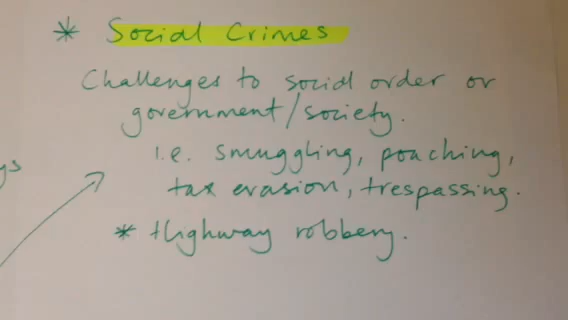 * Social Crimes
Challenges to social order or
government/society.
i.e. smuggling, poaching,
tax evasion, trespassing.
* Highway robbery.